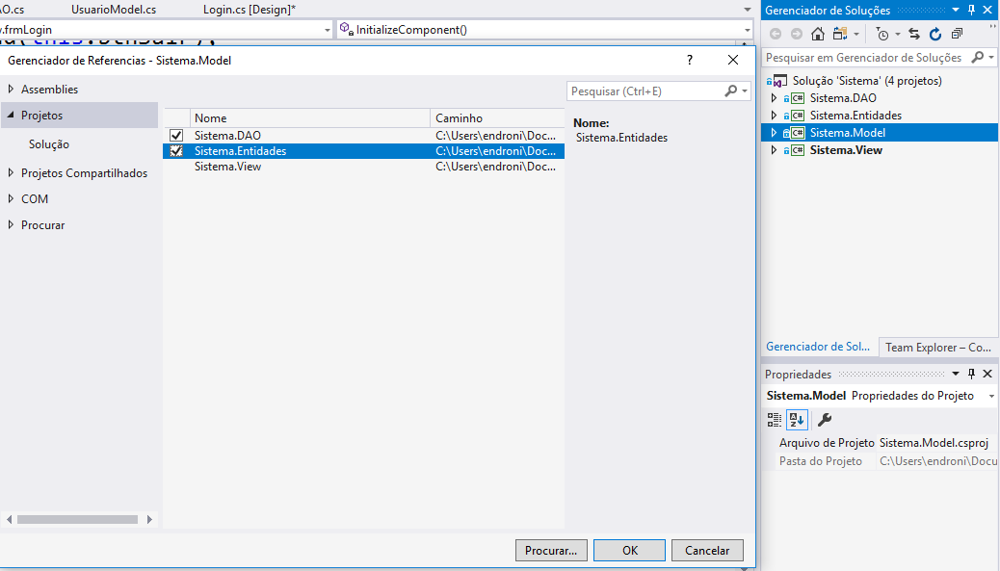 AO.cs UsuarioModel.cs Login.cs [Design]*
v.frmLogin InitializeComponent()
Gerenciador de Referencias - Sistema.Model ?
Assemblies
Projetos
Solução
Projetos Compartilhados
COM
Procurar
Nome Caminho
Sistema.DAO C:\Users\endroni\Doc...
Sistema.Entidades C:\Users\endroni\Doc...
Sistema.View C:\Users\endroni\Doc...
Pesquisar (Ctrl+E)
Nome:
Sistema.Entidades
Procurar... OK Cancelar
Gerenciador de Soluções
Pesquisar em Gerenciador de Soluções
Solução 'Sistema' (4 projetos)
C# Sistema.DAO
C# Sistema.Entidades
C# Sistema.Model
C# Sistema.View
Gerenciador de Sol... Team Explorer – Co...
Propriedades
Sistema.Model Propriedades do Projeto
Arquivo de Projeto Sistema.Model.csproj
Pasta do Projeto C:\Users\endroni\Docu